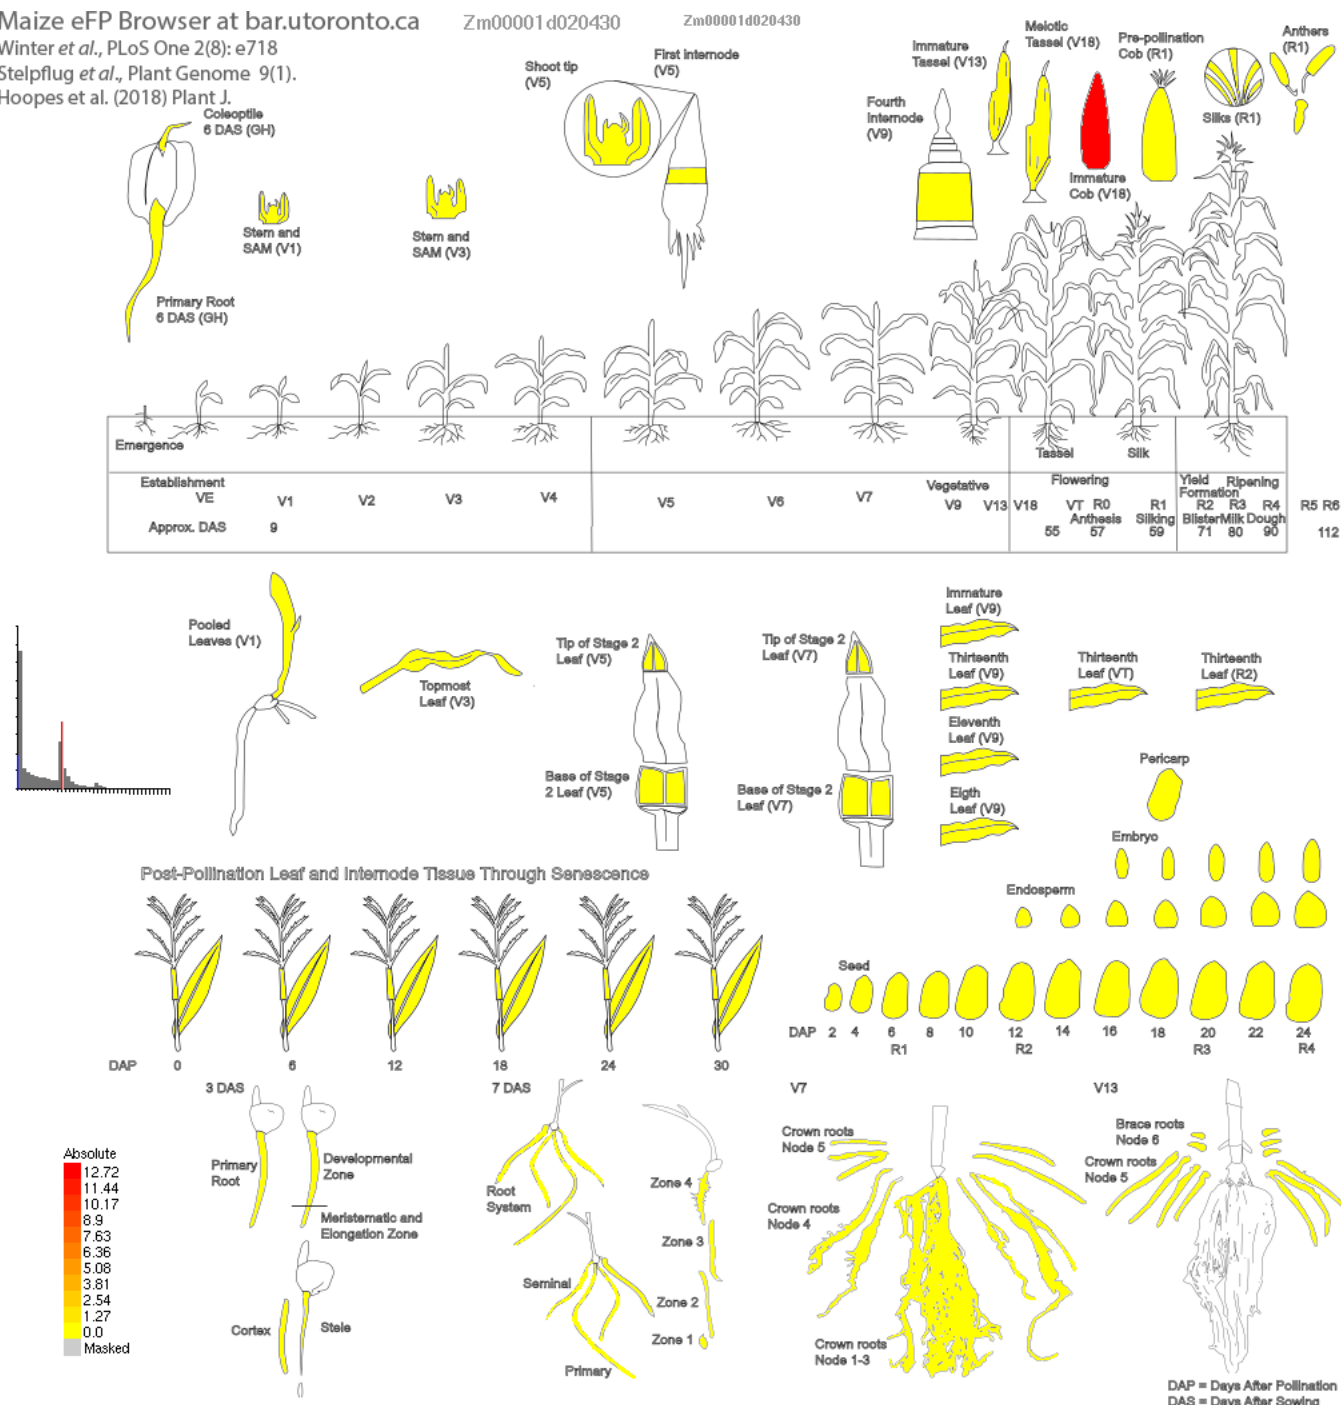 Maize eFP Browser at bar.utoronto.ca
Zm00001d020430
Zm00001d020430
Winter et al., PLoS One 2(8): e718
Stelpflug et al., Plant Genome 9(1).
Hoopes et al. (2018) Plant J.
Coleoptile
6 DAS (GH)
Primary Root
6 DAS (GH)
Stem and
SAM (V1)
Stem and
SAM (V3)
Shoot tip
(V5)
First internode
(V5)
Fourth
Internode
(V9)
Immature
Tassel (V13)
Meiotic
Tassel (V18)
Immature
Cob (V18)
Pre-pollination
Cob (R1)
Silks (R1)
Anthers
(R1)
Emergence
Tassel
Silk
Establishment
Vegetative
Flowering
Yield
Formation
Ripening
VE
V1
V2
V3
V4
V5
V6
V7
V9
V13
V18
VT
R0
R1
R2
R3
R4
R5
R6
Anthesis
Silking
Blister
Milk
Dough
Approx. DAS
9
55
57
59
71
80
90
112
Pooled
Leaves (V1)
Topmost
Leaf (V3)
Tip of Stage 2
Leaf (V5)
Base of Stage
2 Leaf (V5)
Tip of Stage 2
Leaf (V7)
Base of Stage 2
Leaf (V7)
Immature
Leaf (V9)
Thirteenth
Leaf (V9)
Thirteenth
Leaf (VT)
Thirteenth
Leaf (R2)
Eleventh
Leaf (V9)
Eigth
Leaf (V9)
Pericarp
Embryo
Endosperm
Seed
DAP 2 4 6 8 10 12 14 16 18 20 22 24
R1 R2 R3 R4
Post-Pollination Leaf and Internode Tissue Through Senescence
DAP 0 6 12 18 24 30
3 DAS
Primary
Root
Developmental
Zone
Meristematic and
Elongation Zone
Cortex
Stele
7 DAS
Root
System
Seminal
Primary
Zone 4
Zone 3
Zone 2
Zone 1
V7
Crown roots
Node 5
Crown roots
Node 4
Crown roots
Node 1-3
V13
Brace roots
Node 6
Crown roots
Node 5
Absolute
12.72
11.44
10.17
8.9
7.63
6.36
5.08
3.81
2.54
1.27
0.0
Masked
DAP = Days After Pollination
DAS = Days After Sowing